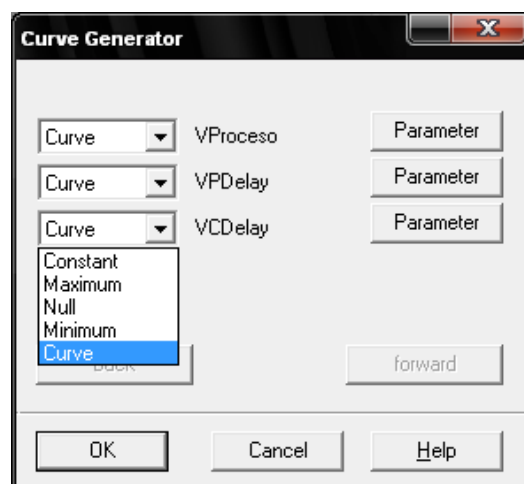 Curve Generator
Curve VProceso Parameter
Curve VPDelay Parameter
Curve VCDelay Parameter
Constant
Maximum
Null
Minimum
Curve
forward
OK Cancel Help